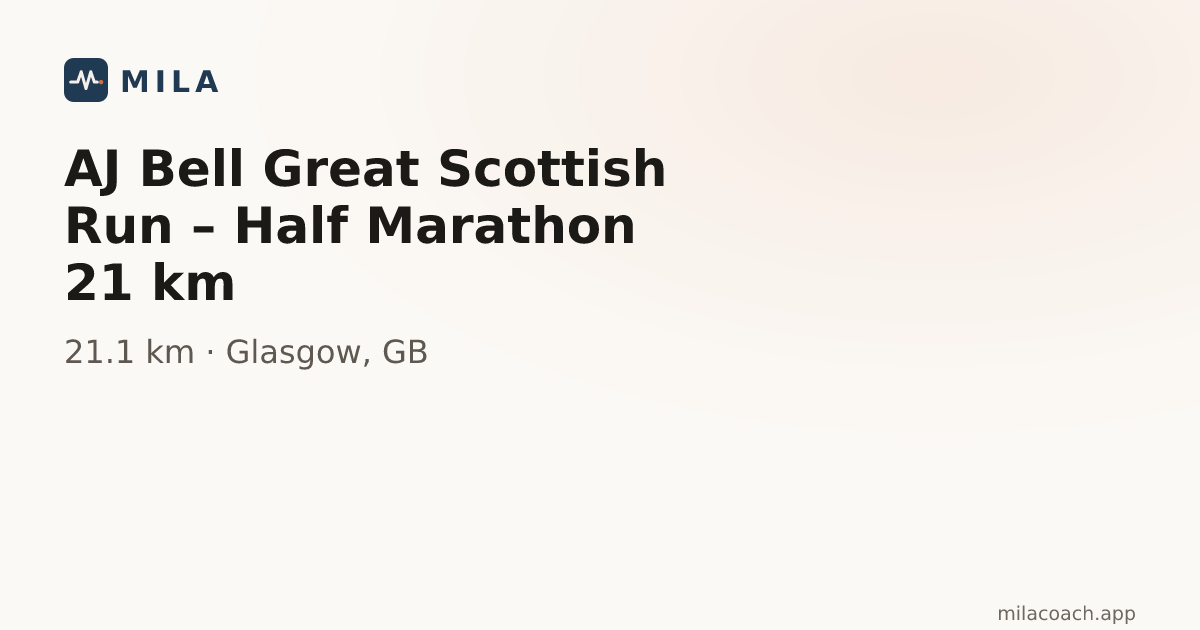 MILA
AJ Bell Great Scottish
Run – Half Marathon
21 km
21.1 km · Glasgow, GB
milacoach.app